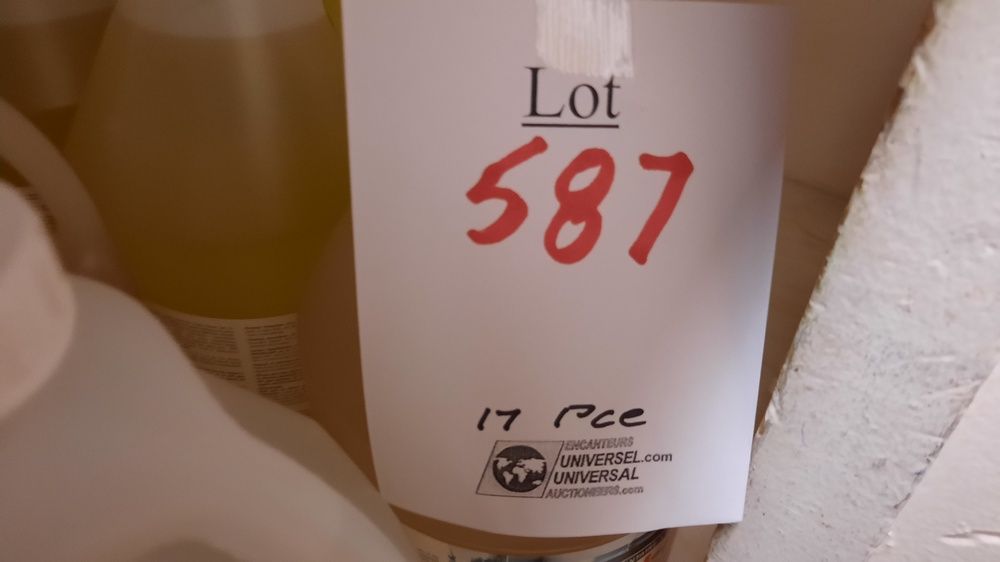 Lot
587
17 Pce
ENCANTEURS
UNIVERSEL.com
UNIVERSAL
AUCTIONEERS.com